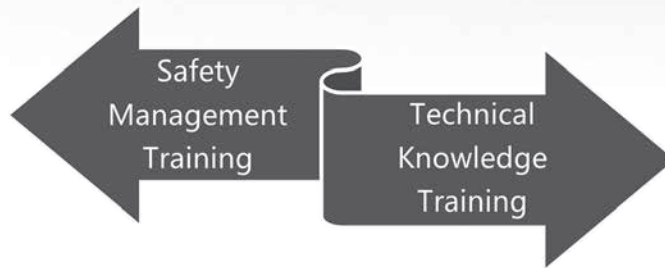 Safety
Management
Training
Technical
Knowledge
Training